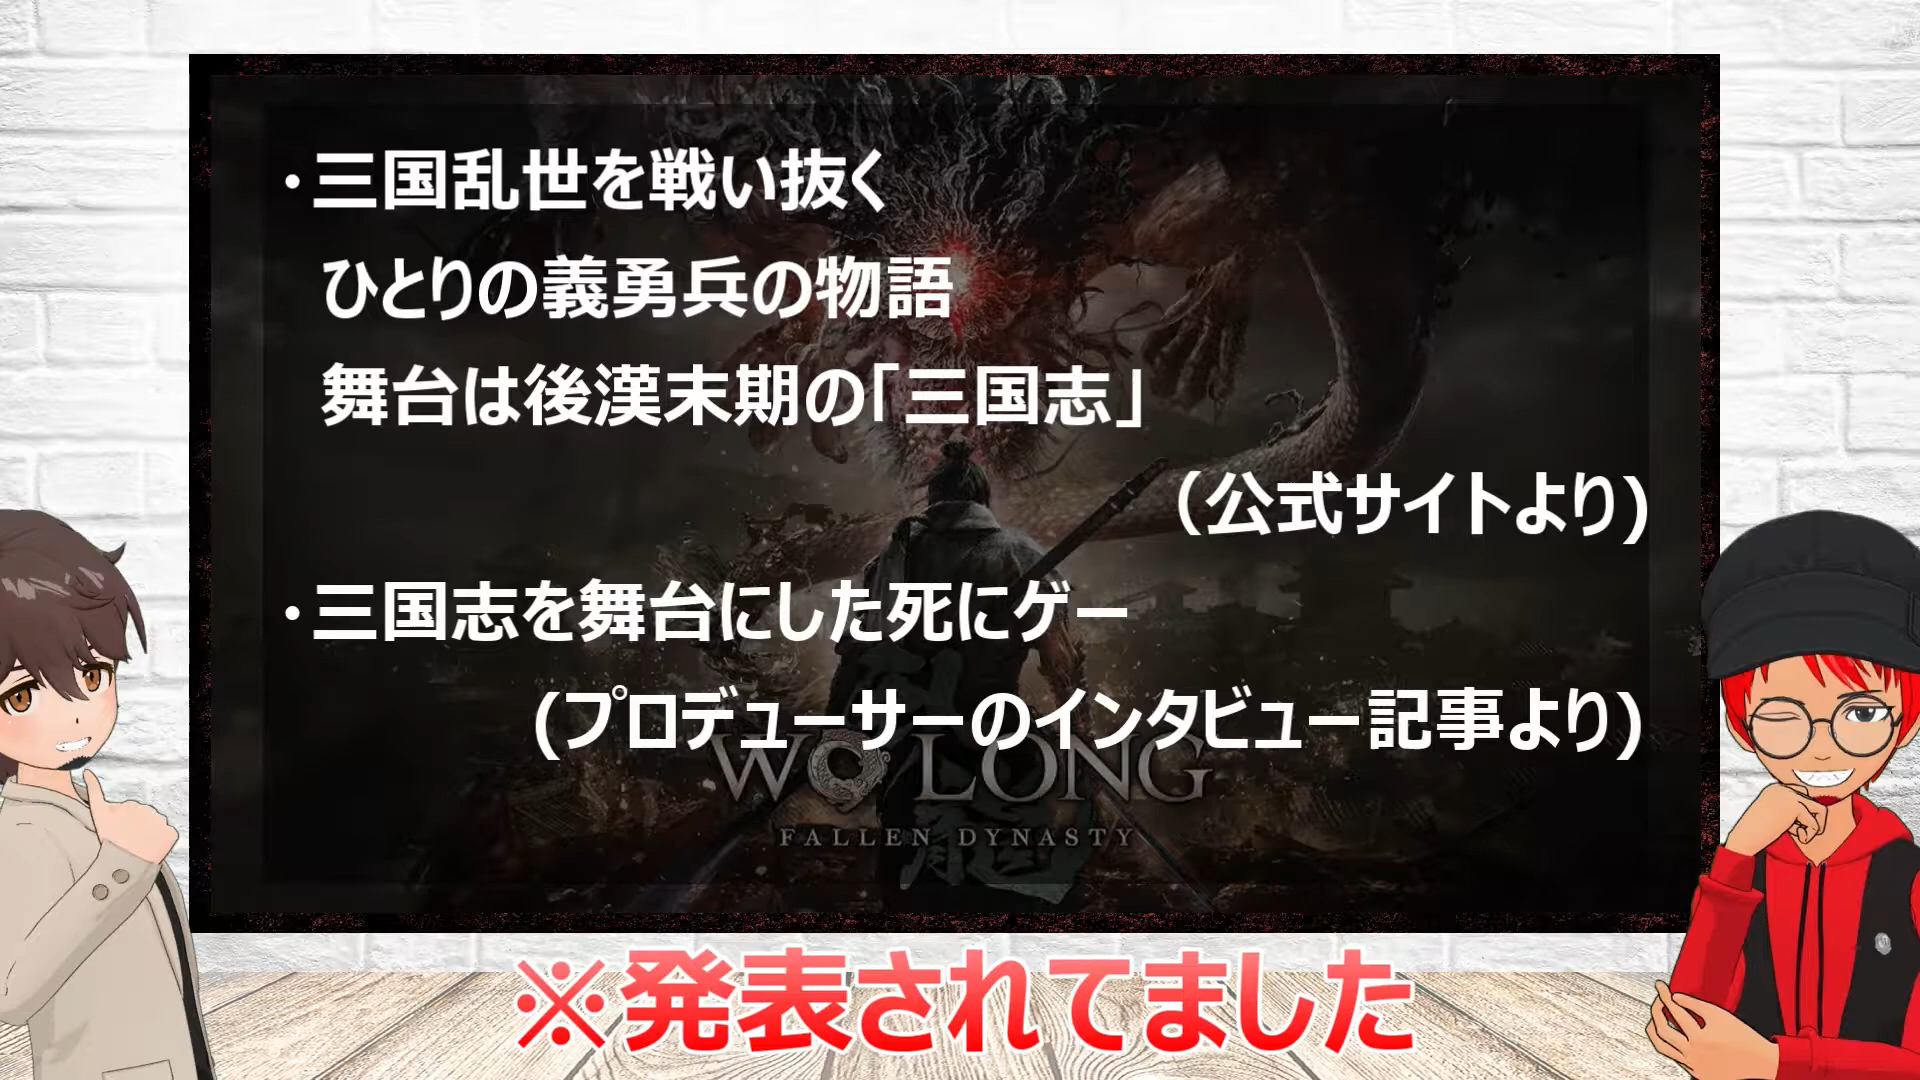 ・三国乱世を戦い抜く
ひとりの義勇兵の物語
舞台は後漢末期の「三国志」
（公式サイトより)
・三国志を舞台にした死にゲー
(プロデューサーのインタビュー記事より)
WO LONG
FALLEN DYNASTY
※発表されてました